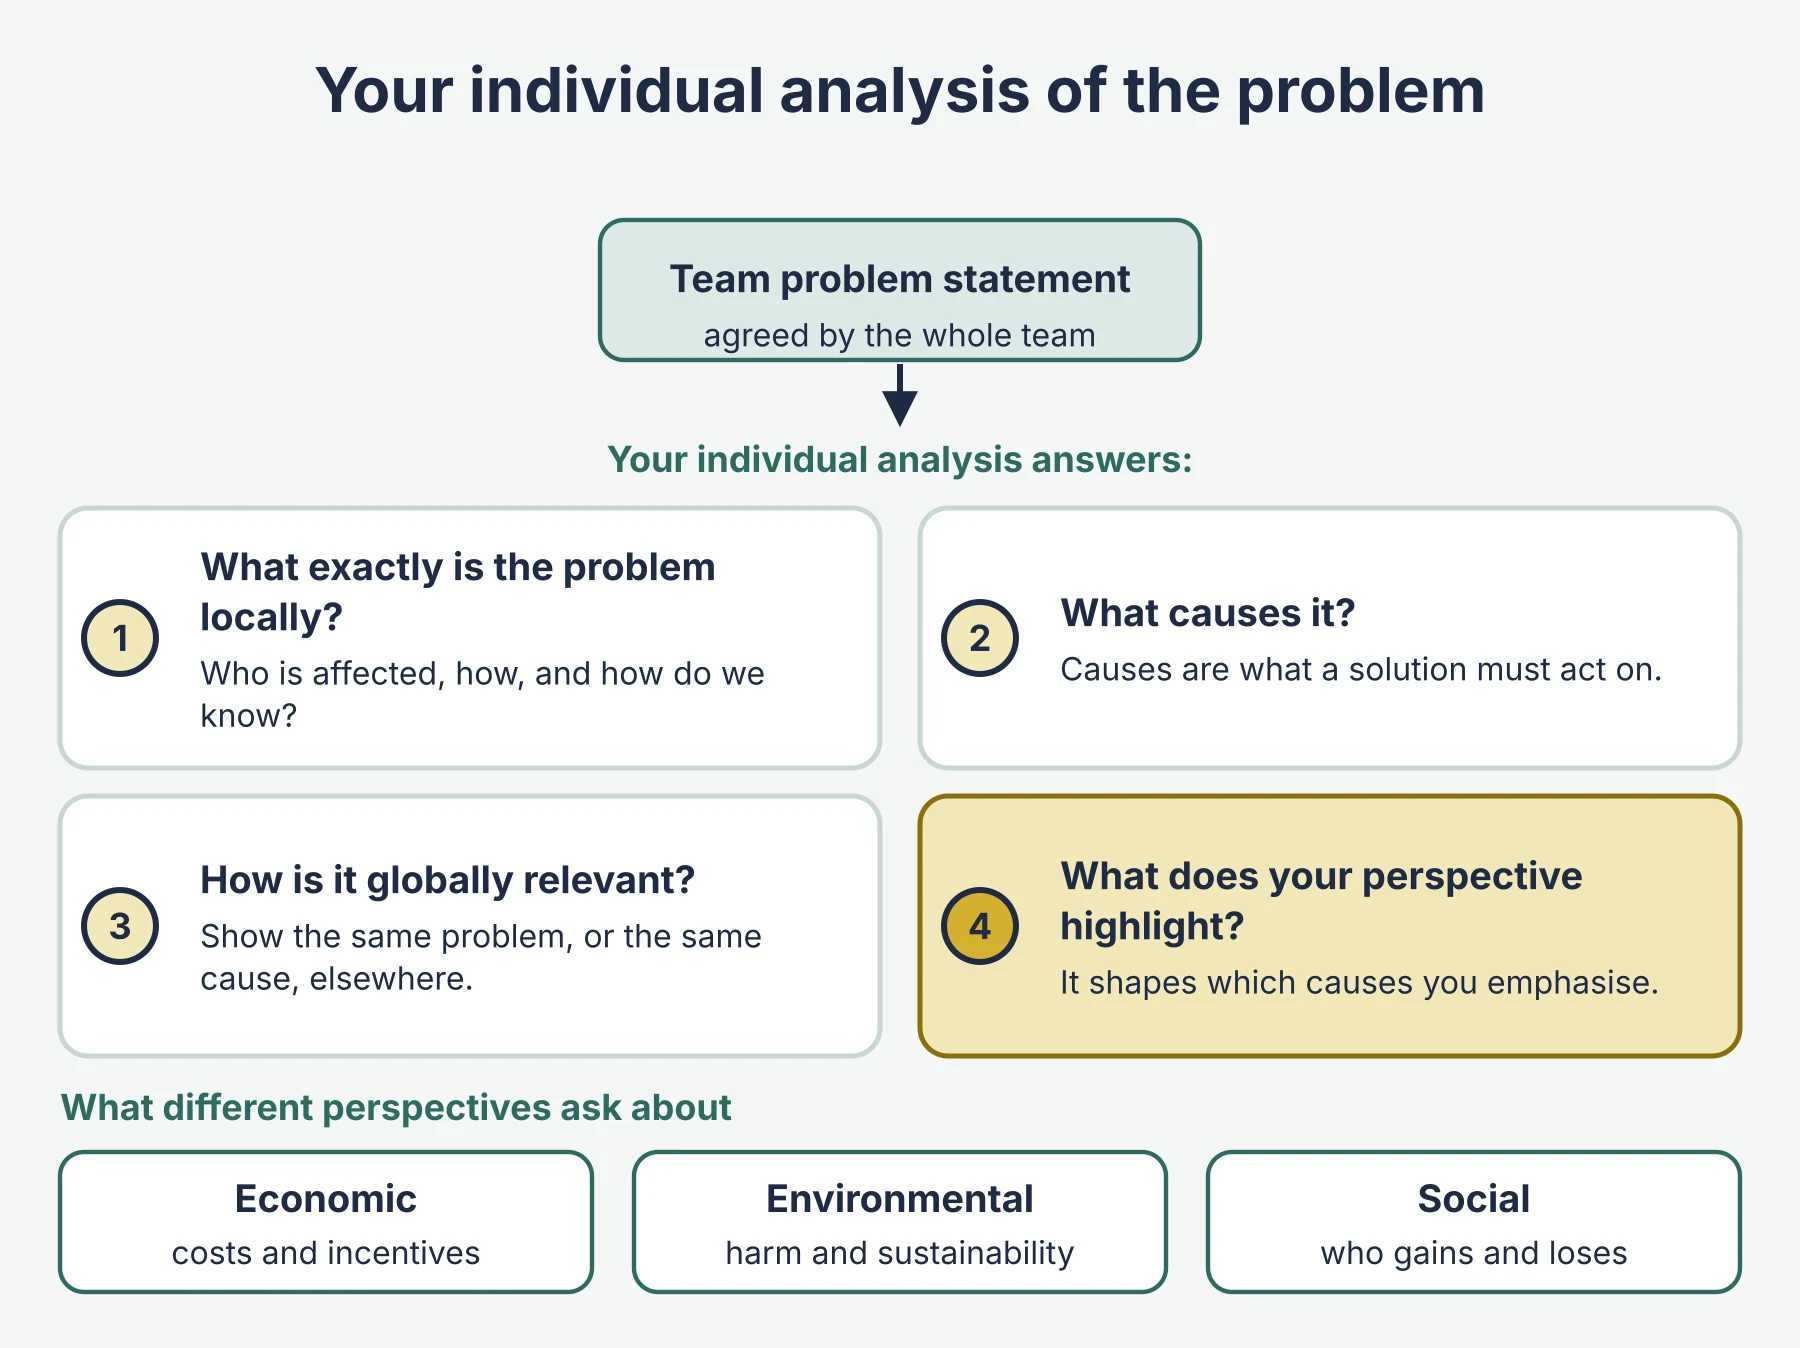 Your individual analysis of the problem
Team problem statement
agreed by the whole team
Your individual analysis answers:
1
What exactly is the problem
locally?
Who is affected, how, and how do we
know?
2
What causes it?
Causes are what a solution must act on.
3
How is it globally relevant?
Show the same problem, or the same
cause, elsewhere.
4
What does your perspective
highlight?
It shapes which causes you emphasise.
What different perspectives ask about
Economic
costs and incentives
Environmental
harm and sustainability
Social
who gains and loses